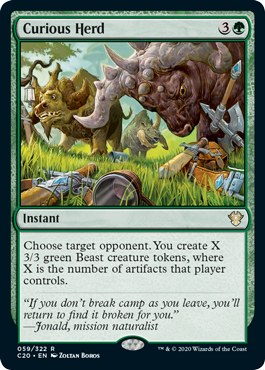 Curious Herd 3
Instant
Choose target opponent. You create X
3/3 green Beast creature tokens, where
X is the number of artifacts that player
controls.
“If you don’t break camp as you leave, you’ll
return to find it broken for you.”
—Jonald, mission naturalist
059/322 R
C20 • EN ZOLTAN BOROS
™ & © 2020 Wizards of the Coast